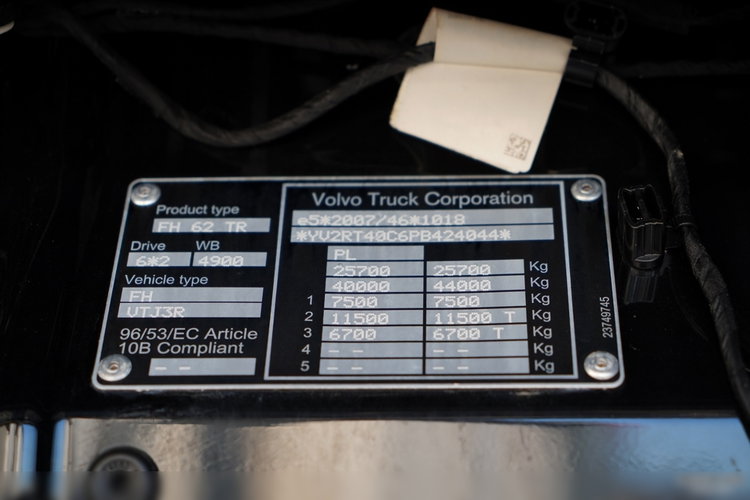 Product type
FH 62 TR
Drive WB
6*2 4900
Vehicle type
FH
VTJ3R
96/53/EC Article
10B Compliant
- -
Volvo Truck Corporation
e5*2007/46*1018
*YV2RT40C6PB424044*
PL
25700 25700 Kg
40000 44000 Kg
1 7500 7500 Kg
2 11500 11500 T Kg
3 6700 6700 T Kg
4 - - - - Kg
5 - - - - Kg
23749745